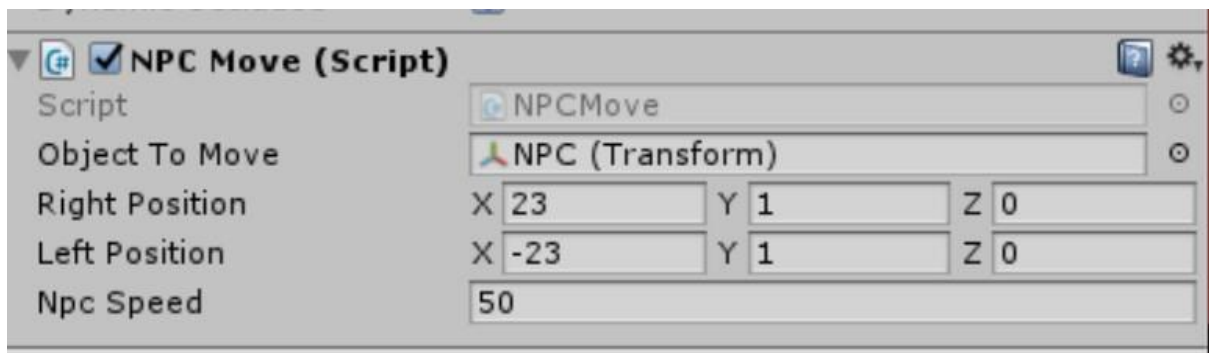 NPC Move (Script)
Script NPCMove
Object To Move NPC (Transform)
Right Position X 23 Y 1 Z 0
Left Position X -23 Y 1 Z 0
Npc Speed 50